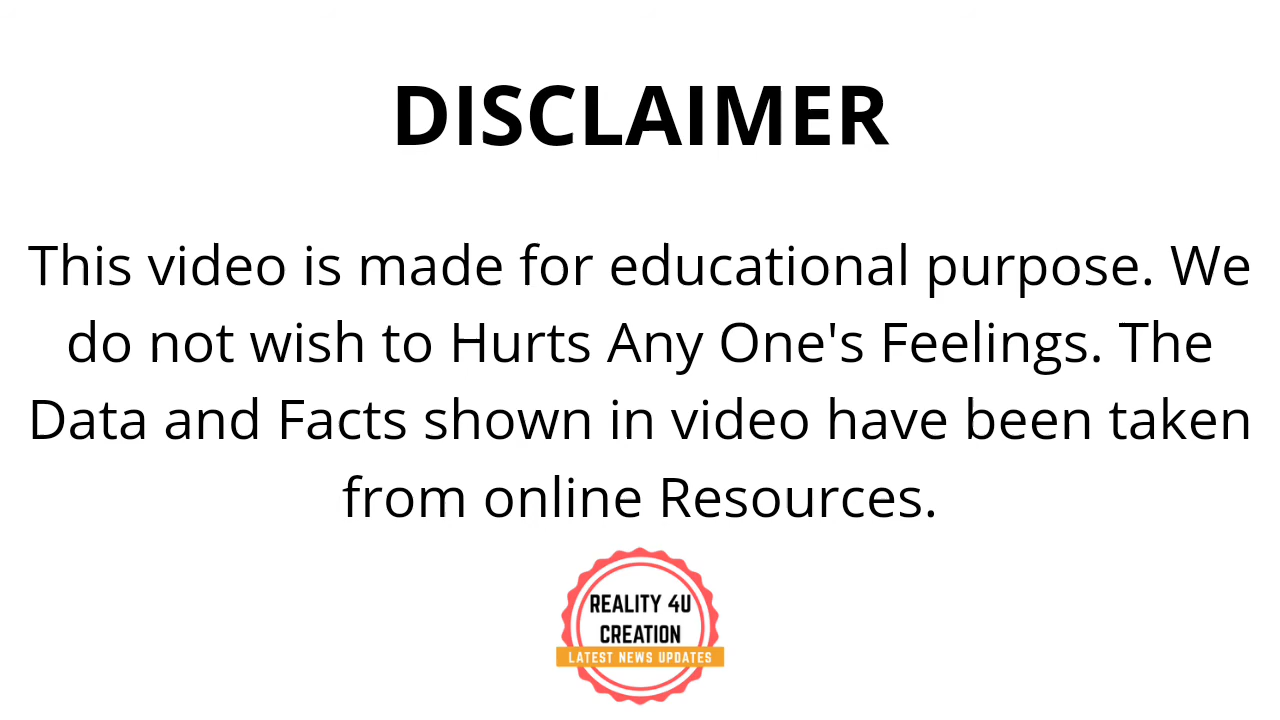 DISCLAIMER
This video is made for educational purpose. We
do not wish to Hurts Any One's Feelings. The
Data and Facts shown in video have been taken
from online Resources.
REALITY 4U
CREATION
LATEST NEWS UPDATES